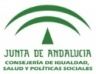 JUNTA DE ANDALUCIA
CONSEJERÍA DE IGUALDAD,
SALUD Y POLÍTICAS SOCIALES